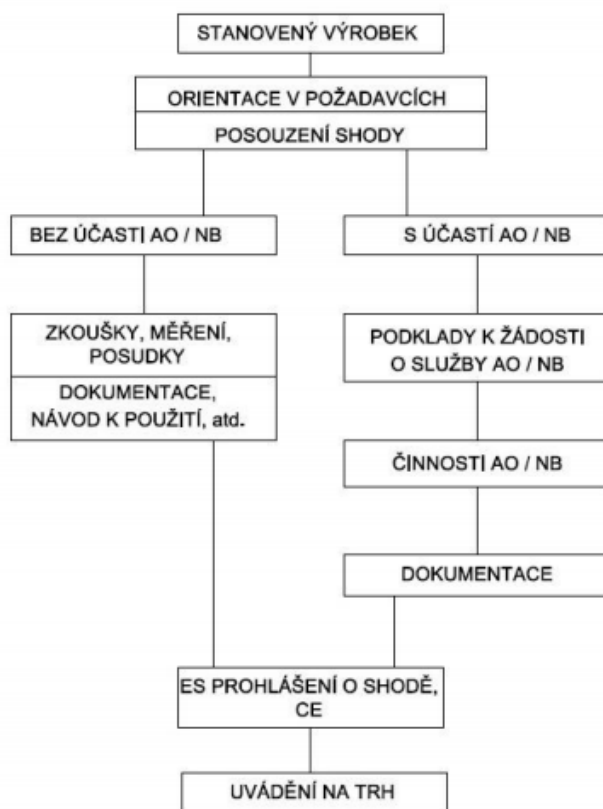 STANOVENÝ VÝROBEK
ORIENTACE V POŽADAVCÍCH
POSOUZENÍ SHODY
BEZ ÚČASTI AO / NB
S ÚČASTÍ AO / NB
ZKOUŠKY, MĚŘENÍ,
POSUDKY
DOKUMENTACE,
NÁVOD K POUŽITÍ, atd.
PODKLADY K ŽÁDOSTI
O SLUŽBY AO / NB
ČINNOSTI AO / NB
DOKUMENTACE
ES PROHLÁŠENÍ O SHODĚ,
CE
UVÁDĚNÍ NA TRH